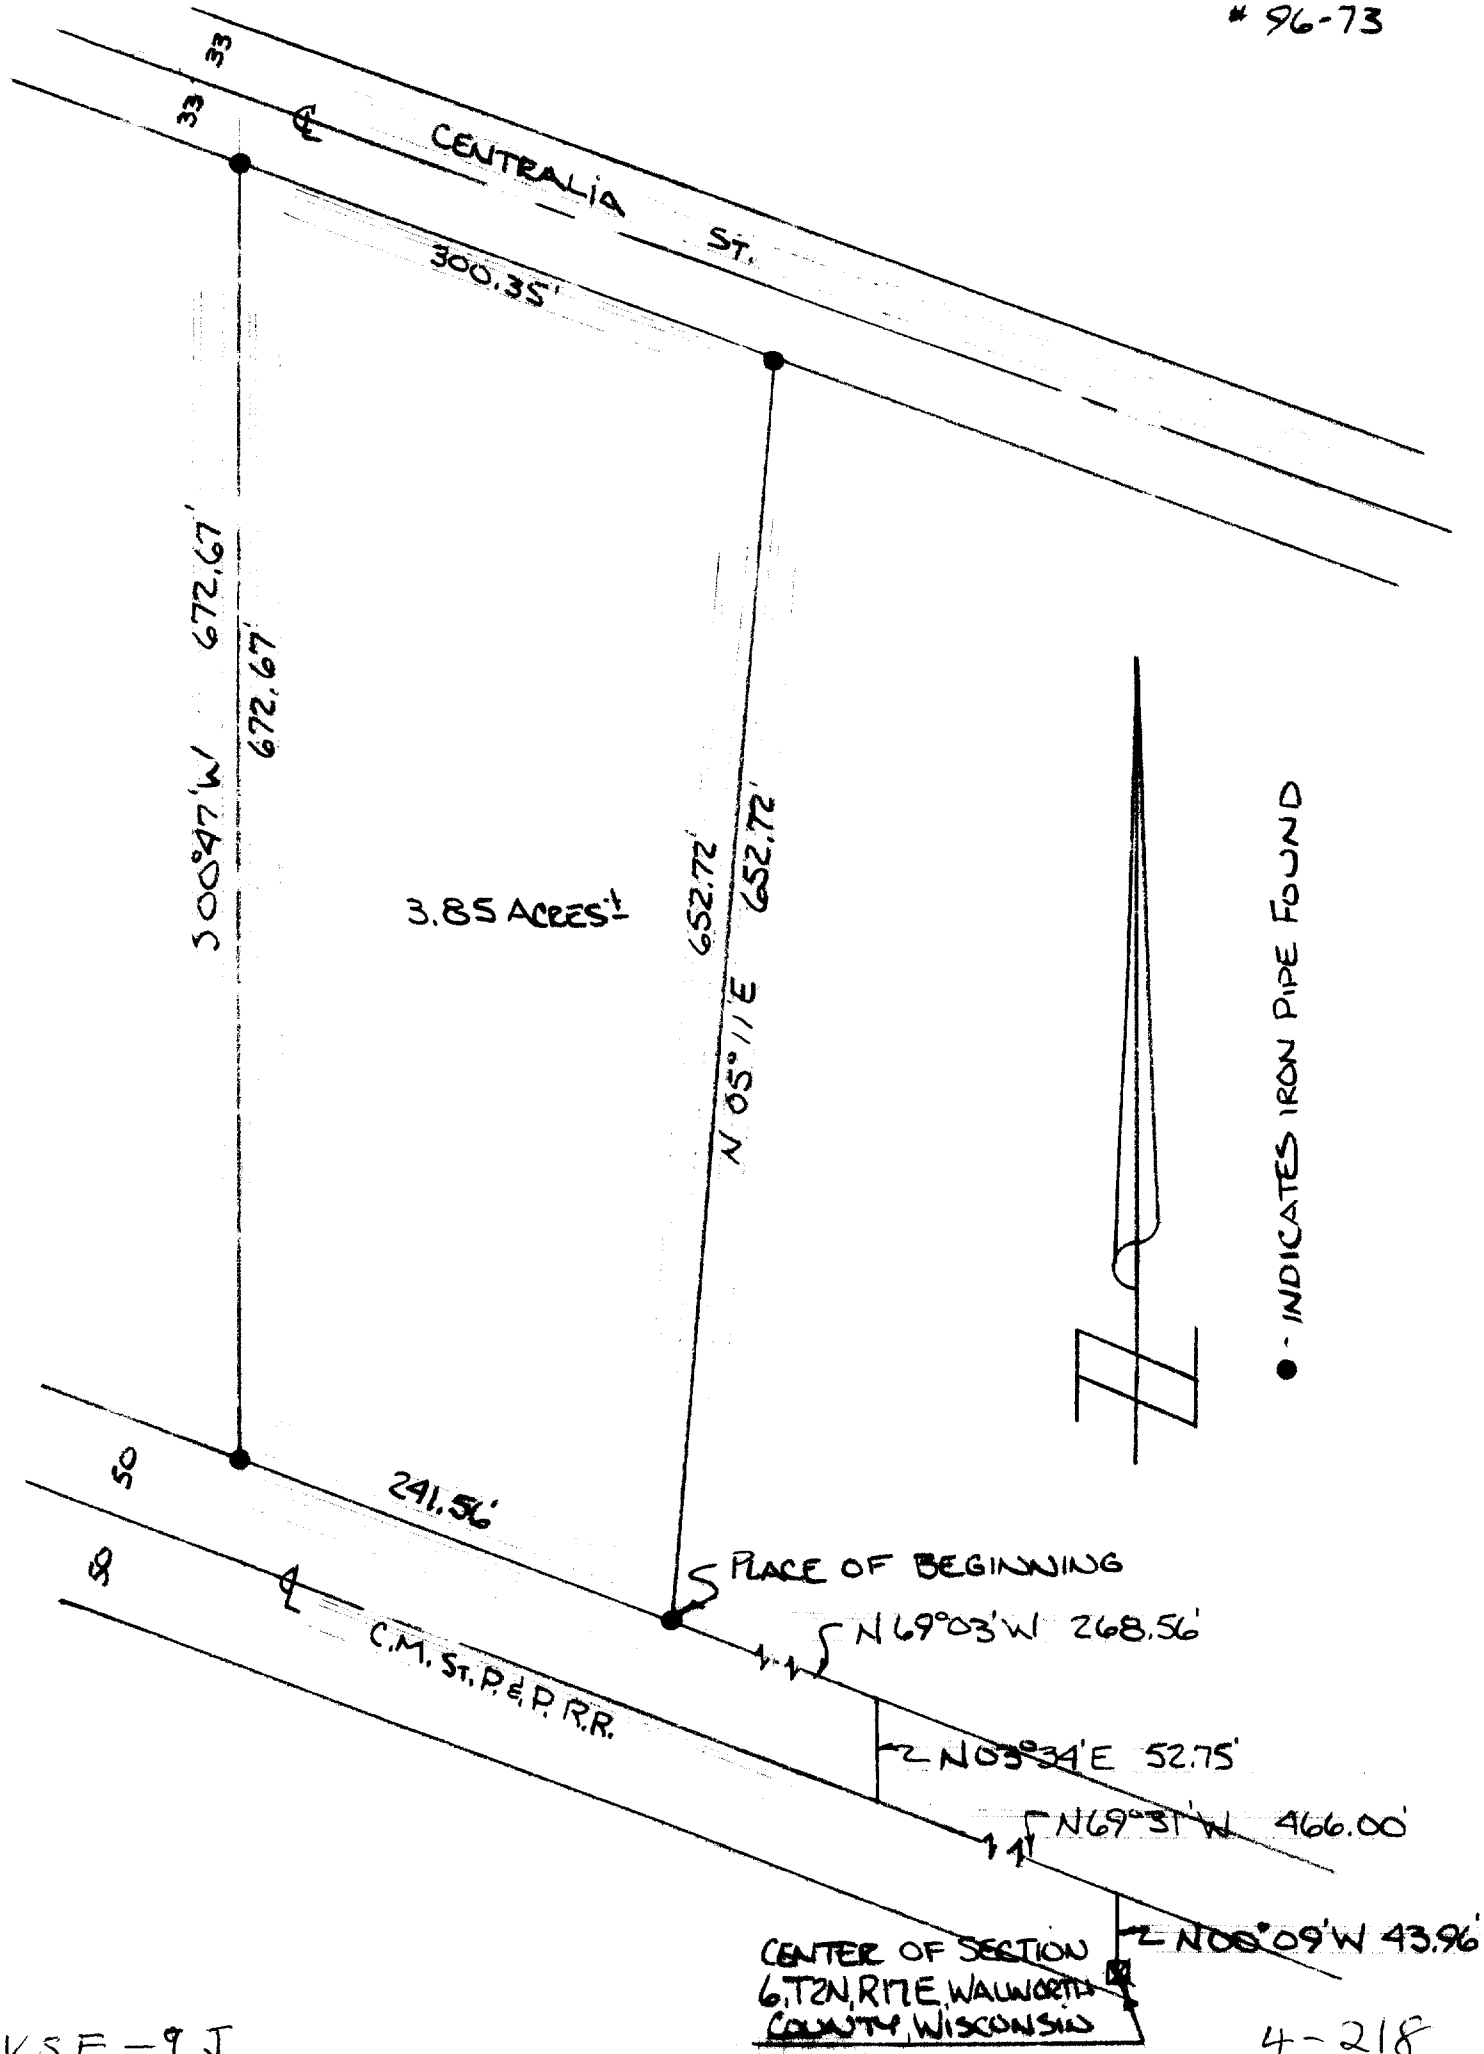 # 96-73
33
33
℄
CENTRALIA ST.
300.35'
S 00°47'W 672.67'
672.67'
3.85 ACRES±
652.72'
N 05°11'E 652.72'
● - INDICATES IRON PIPE FOUND
N
50
50
241.56'
℄
C.M. ST. P. & P. R.R.
PLACE OF BEGINNING
N 69°03'W 268.56'
N03°34'E 52.75'
N69°31'W 466.00'
N00°09'W 43.96'
CENTER OF SECTION
6, T2N, R17E, WALWORTH
COUNTY, WISCONSIN
4-218